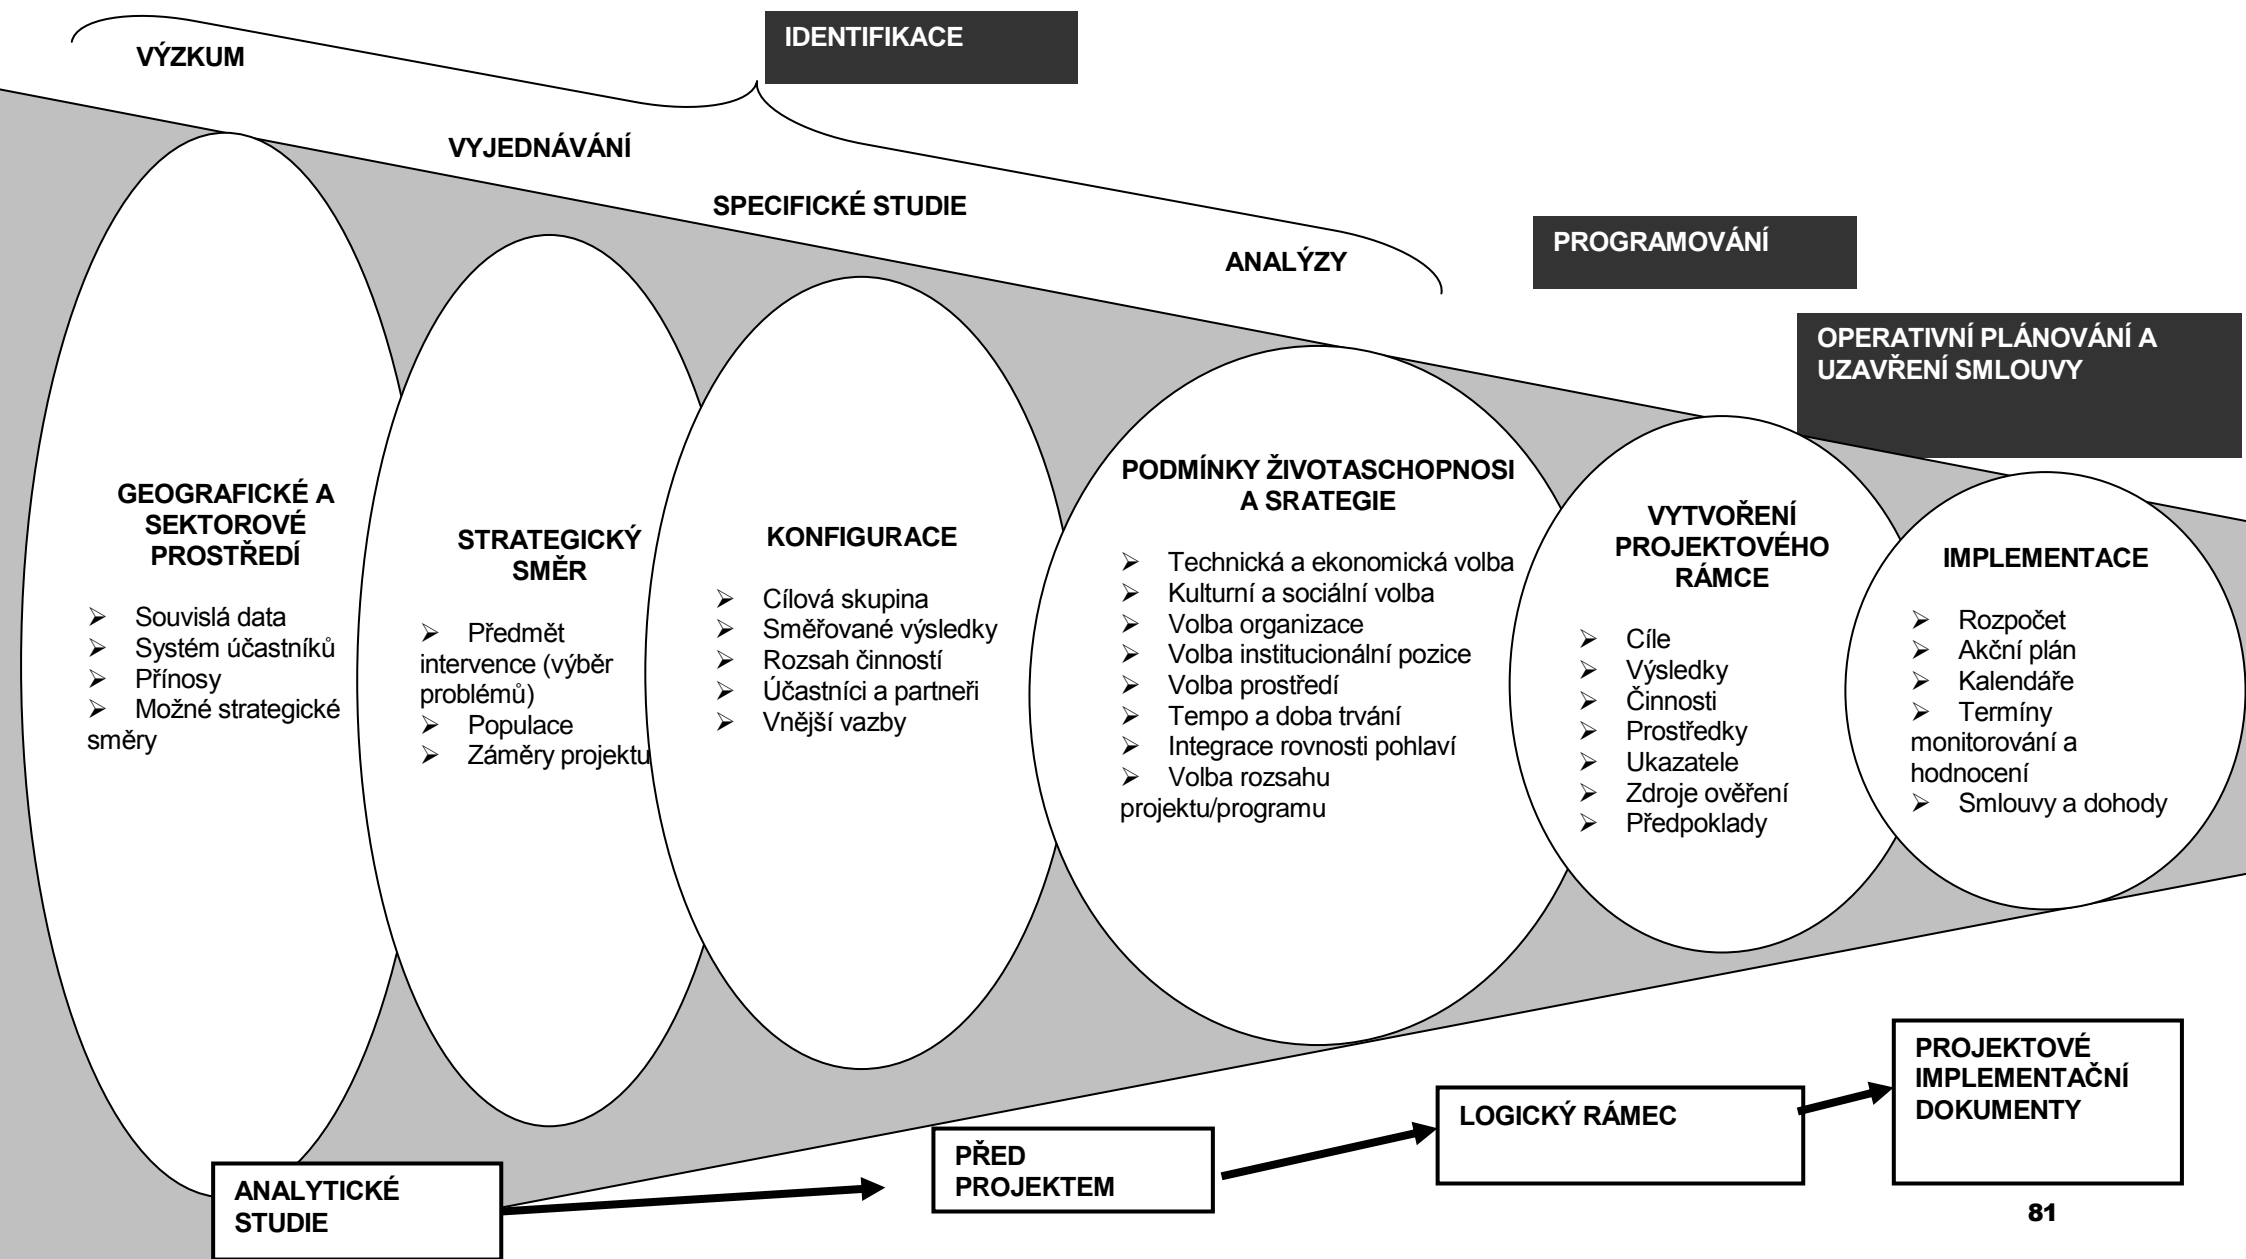 IDENTIFIKACE
VÝZKUM
VYJEDNÁVÁNÍ
SPECIFICKÉ STUDIE
ANALÝZY
PROGRAMOVÁNÍ
OPERATIVNÍ PLÁNOVÁNÍ A
UZAVŘENÍ SMLOUVY
GEOGRAFICKÉ A
SEKTOROVÉ
PROSTŘEDÍ
➢ Souvislá data
➢ Systém účastníků
➢ Přínosy
➢ Možné strategické
směry
STRATEGICKÝ
SMĚR
➢ Předmět
intervence (výběr
problémů)
➢ Populace
➢ Záměry projektu
KONFIGURACE
➢ Cílová skupina
➢ Směřované výsledky
➢ Rozsah činností
➢ Účastníci a partneři
➢ Vnější vazby
PODMÍNKY ŽIVOTASCHOPNOSI
A SRATEGIE
➢ Technická a ekonomická volba
➢ Kulturní a sociální volba
➢ Volba organizace
➢ Volba institucionální pozice
➢ Volba prostředí
➢ Tempo a doba trvání
➢ Integrace rovnosti pohlaví
➢ Volba rozsahu
projektu/programu
VYTVOŘENÍ
PROJEKTOVÉHO
RÁMCE
➢ Cíle
➢ Výsledky
➢ Činnosti
➢ Prostředky
➢ Ukazatele
➢ Zdroje ověření
➢ Předpoklady
IMPLEMENTACE
➢ Rozpočet
➢ Akční plán
➢ Kalendáře
➢ Termíny
monitorování a
hodnocení
➢ Smlouvy a dohody
ANALYTICKÉ
STUDIE
PŘED
PROJEKTEM
LOGICKÝ RÁMEC
PROJEKTOVÉ
IMPLEMENTAČNÍ
DOKUMENTY
81